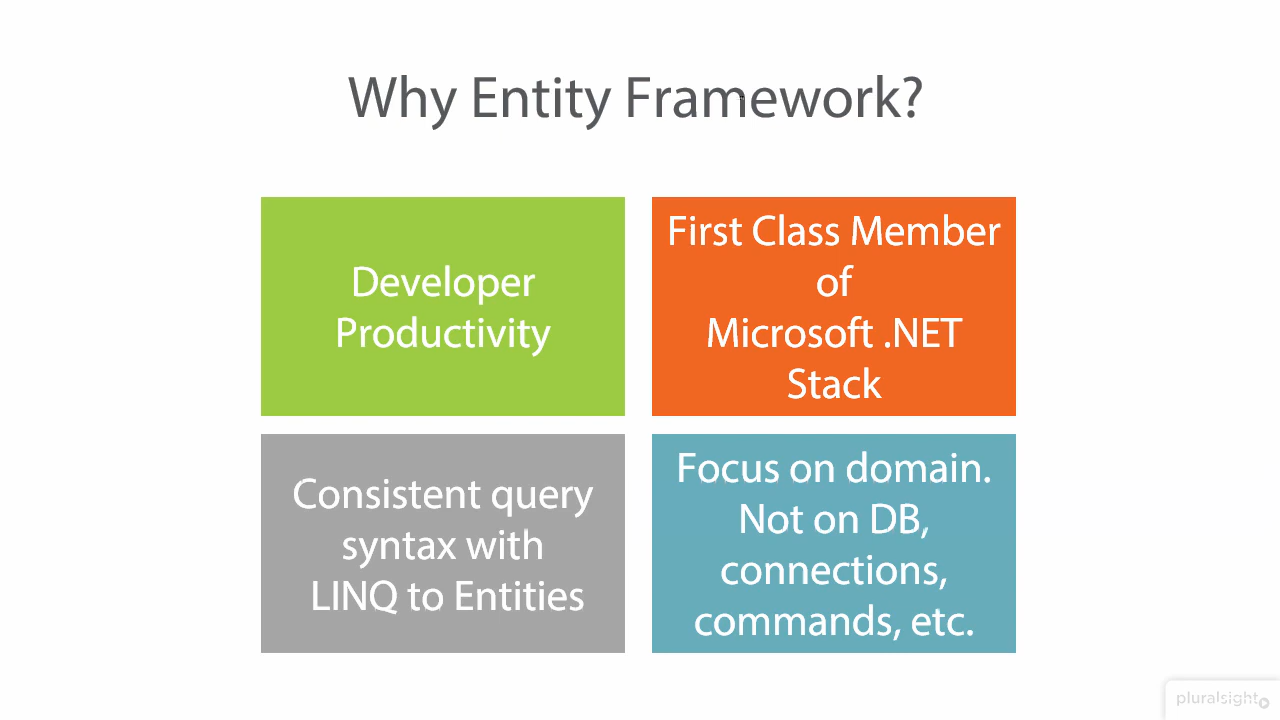 Why Entity Framework?
Developer
Productivity
First Class Member
of
Microsoft .NET
Stack
Consistent query
syntax with
LINQ to Entities
Focus on domain.
Not on DB,
connections,
commands, etc.
pluralsight